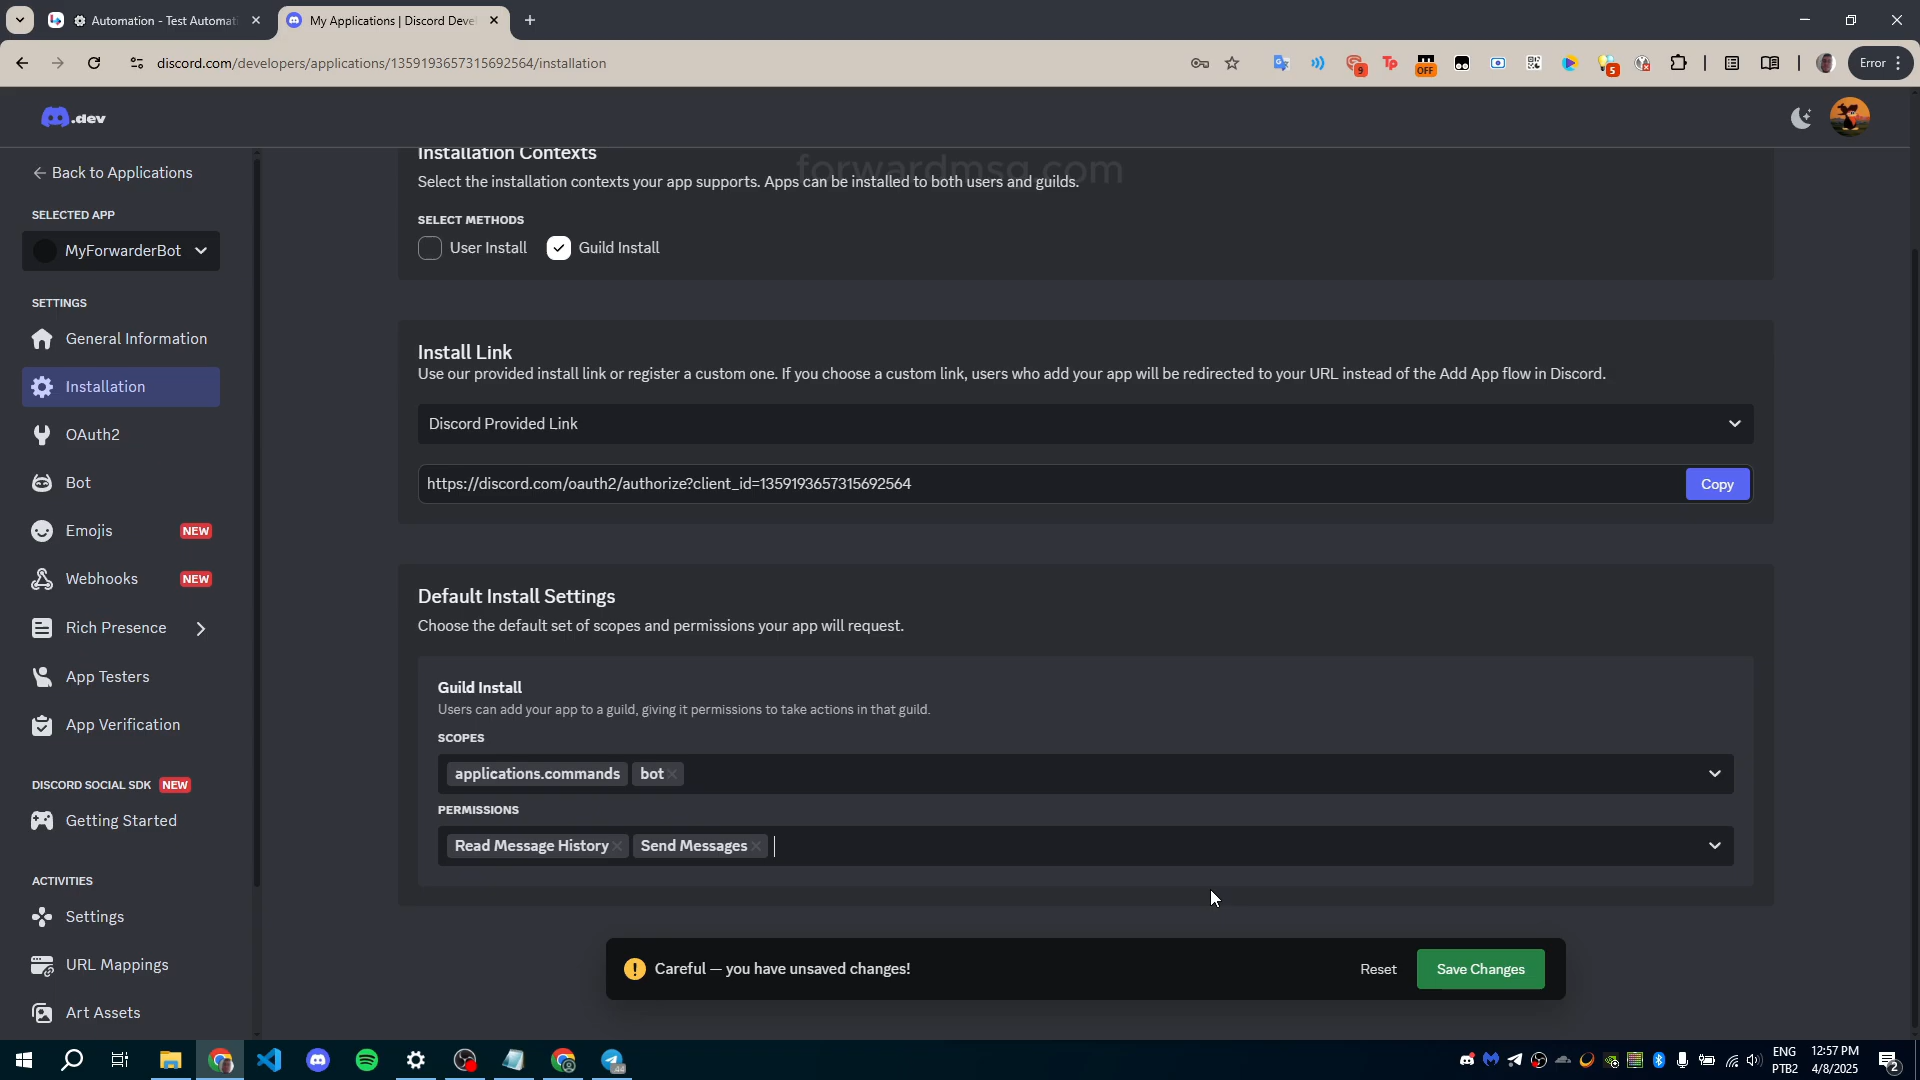 Automation - Test Automati
My Applications | Discord Deve
discord.com/developers/applications/1359193657315692564/installation
9
Tp
OFF
5
Error
.dev
Back to Applications
SELECTED APP
MyForwarderBot
SETTINGS
General Information
Installation
OAuth2
Bot
Emojis NEW
Webhooks NEW
Rich Presence
App Testers
App Verification
DISCORD SOCIAL SDK NEW
Getting Started
ACTIVITIES
Settings
URL Mappings
Art Assets
forwardmsg.com
Installation Contexts
Select the installation contexts your app supports. Apps can be installed to both users and guilds.
SELECT METHODS
User Install Guild Install
Install Link
Use our provided install link or register a custom one. If you choose a custom link, users who add your app will be redirected to your URL instead of the Add App flow in Discord.
Discord Provided Link
https://discord.com/oauth2/authorize?client_id=1359193657315692564 Copy
Default Install Settings
Choose the default set of scopes and permissions your app will request.
Guild Install
Users can add your app to a guild, giving it permissions to take actions in that guild.
SCOPES
applications.commands bot
PERMISSIONS
Read Message History Send Messages
Careful — you have unsaved changes! Reset Save Changes
44
ENG
PTB2
12:57 PM
4/8/2025
2